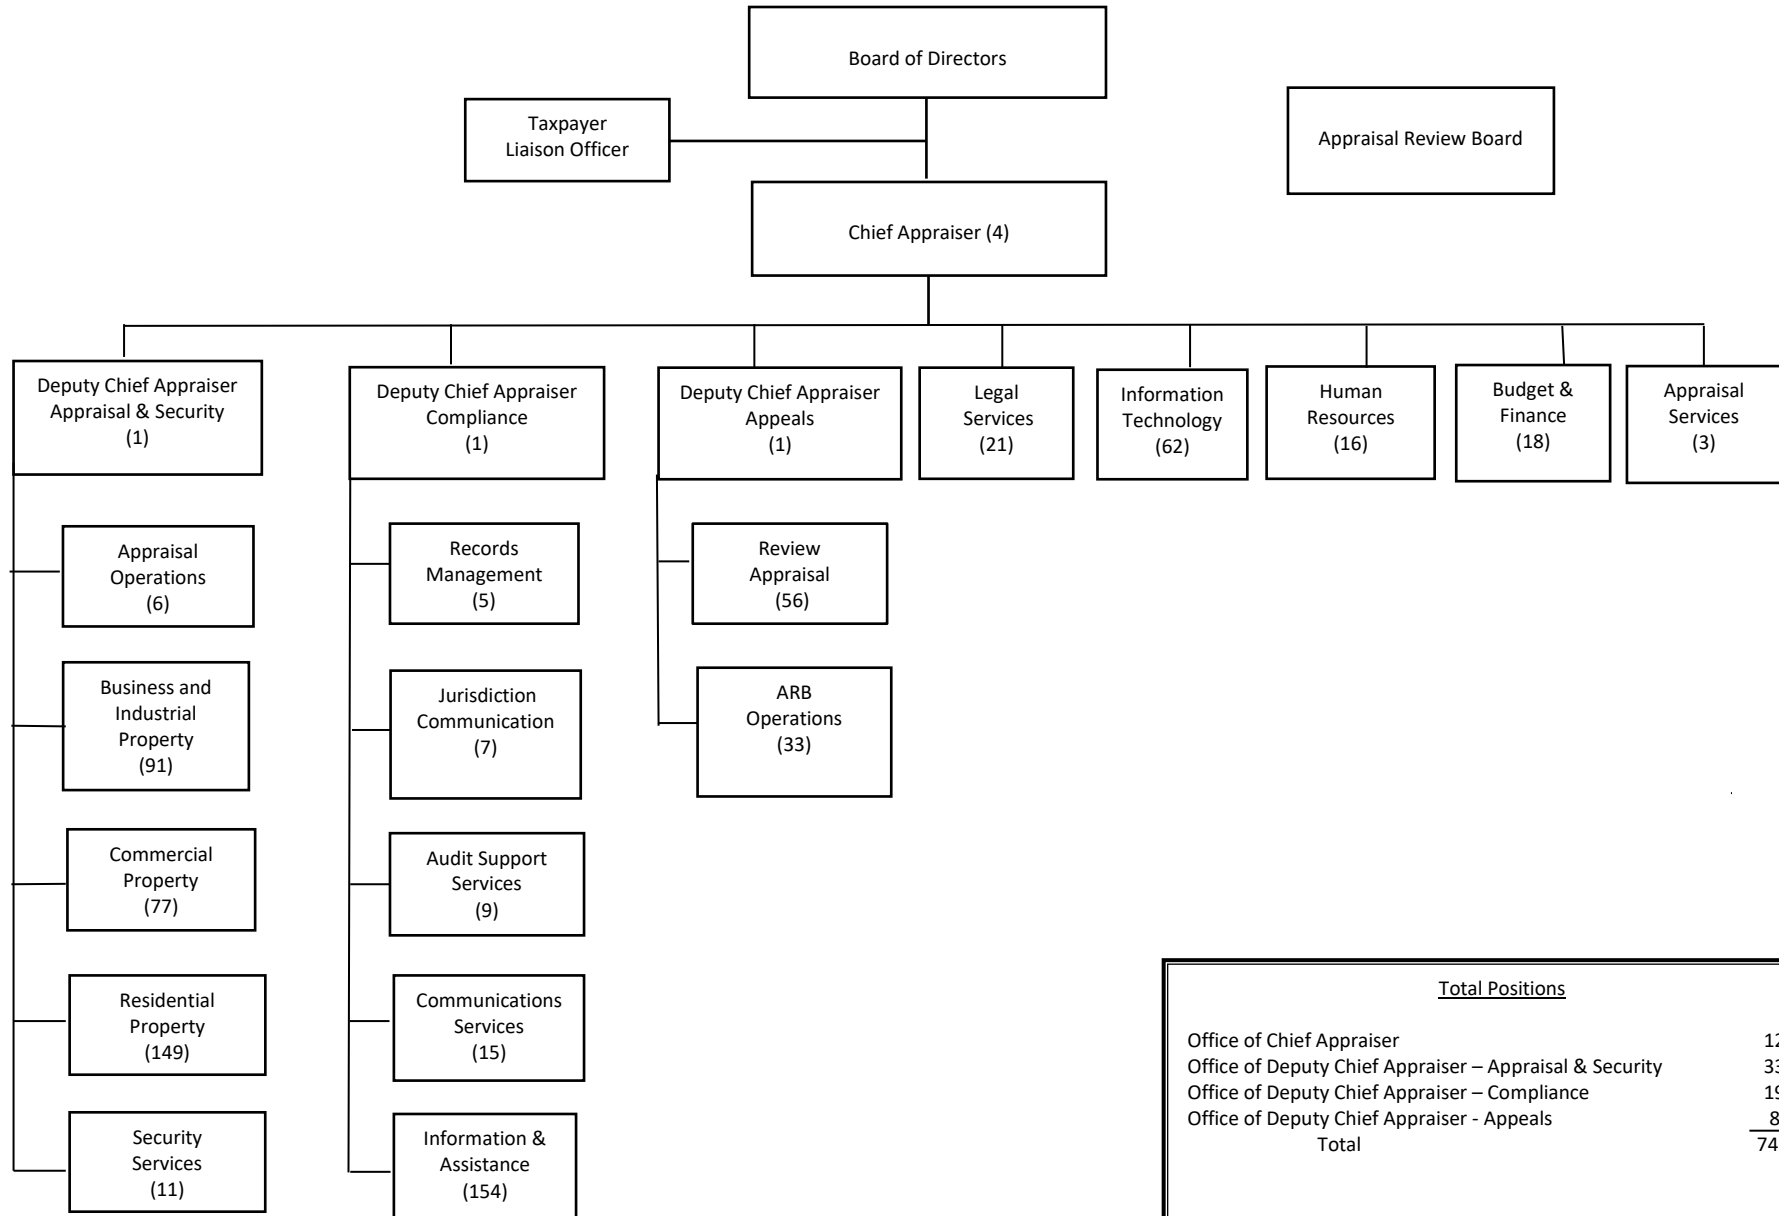 Board of Directors
Taxpayer
Liaison Officer
Appraisal Review Board
Chief Appraiser (4)
Deputy Chief Appraiser
Appraisal & Security
(1)
Deputy Chief Appraiser
Compliance
(1)
Deputy Chief Appraiser
Appeals
(1)
Legal
Services
(21)
Information
Technology
(62)
Human
Resources
(16)
Budget &
Finance
(18)
Appraisal
Services
(3)
Appraisal
Operations
(6)
Business and
Industrial
Property
(91)
Commercial
Property
(77)
Residential
Property
(149)
Security
Services
(11)
Records
Management
(5)
Jurisdiction
Communication
(7)
Audit Support
Services
(9)
Communications
Services
(15)
Information &
Assistance
(154)
Review
Appraisal
(56)
ARB
Operations
(33)
Total Positions
Office of Chief Appraiser
Office of Deputy Chief Appraiser – Appraisal & Security
Office of Deputy Chief Appraiser – Compliance
Office of Deputy Chief Appraiser - Appeals
Total